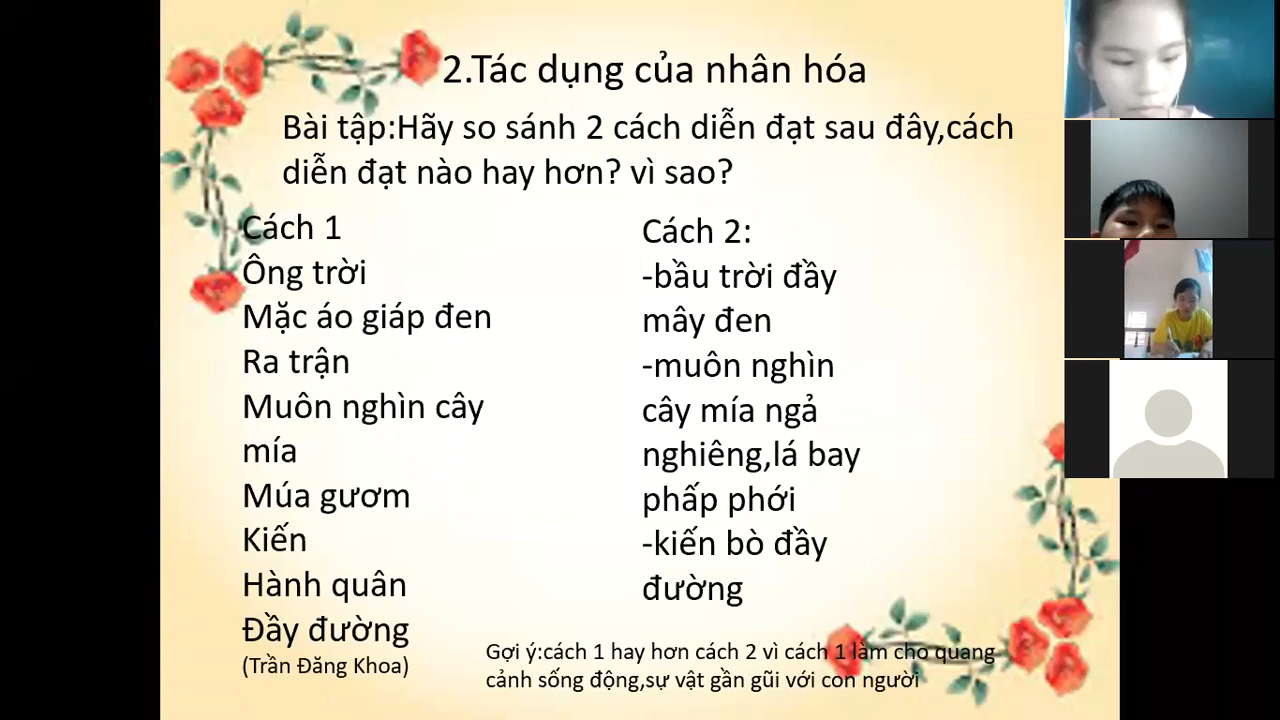 2.Tác dụng của nhân hóa
Bài tập:Hãy so sánh 2 cách diễn đạt sau đây,cách
diễn đạt nào hay hơn? vì sao?
Cách 1
Ông trời
Mặc áo giáp đen
Ra trận
Muôn nghìn cây
mía
Múa gươm
Kiến
Hành quân
Đầy đường
(Trần Đăng Khoa)
Cách 2:
-bầu trời đầy
mây đen
-muôn nghìn
cây mía ngả
nghiêng,lá bay
phấp phới
-kiến bò đầy
đường
Gợi ý:cách 1 hay hơn cách 2 vì cách 1 làm cho quang
cảnh sống động,sự vật gần gũi với con người